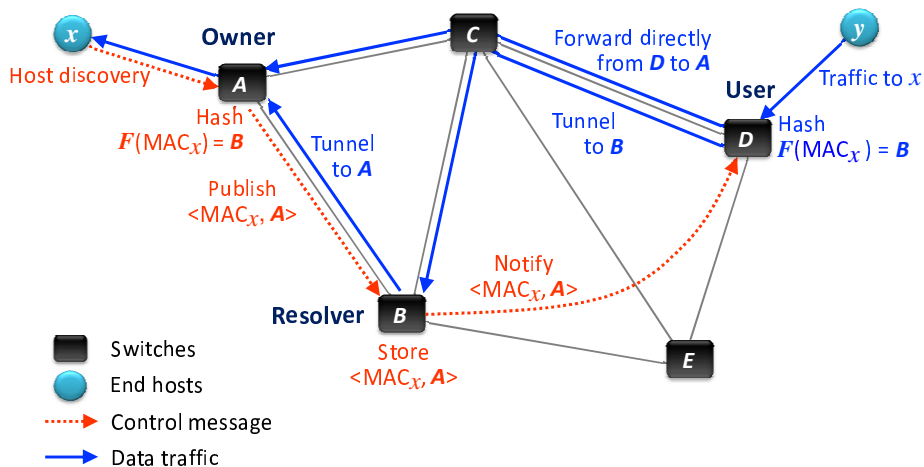 x
Host discovery
Owner
A
Hash
F(MACx) = B
Publish
<MACx, A>
Tunnel
to A
C
Forward directly
from D to A
Tunnel
to B
y
Traffic to x
User
D
Hash
F(MACx) = B
Notify
<MACx, A>
Resolver
B
Store
<MACx, A>
E
Switches
End hosts
Control message
Data traffic